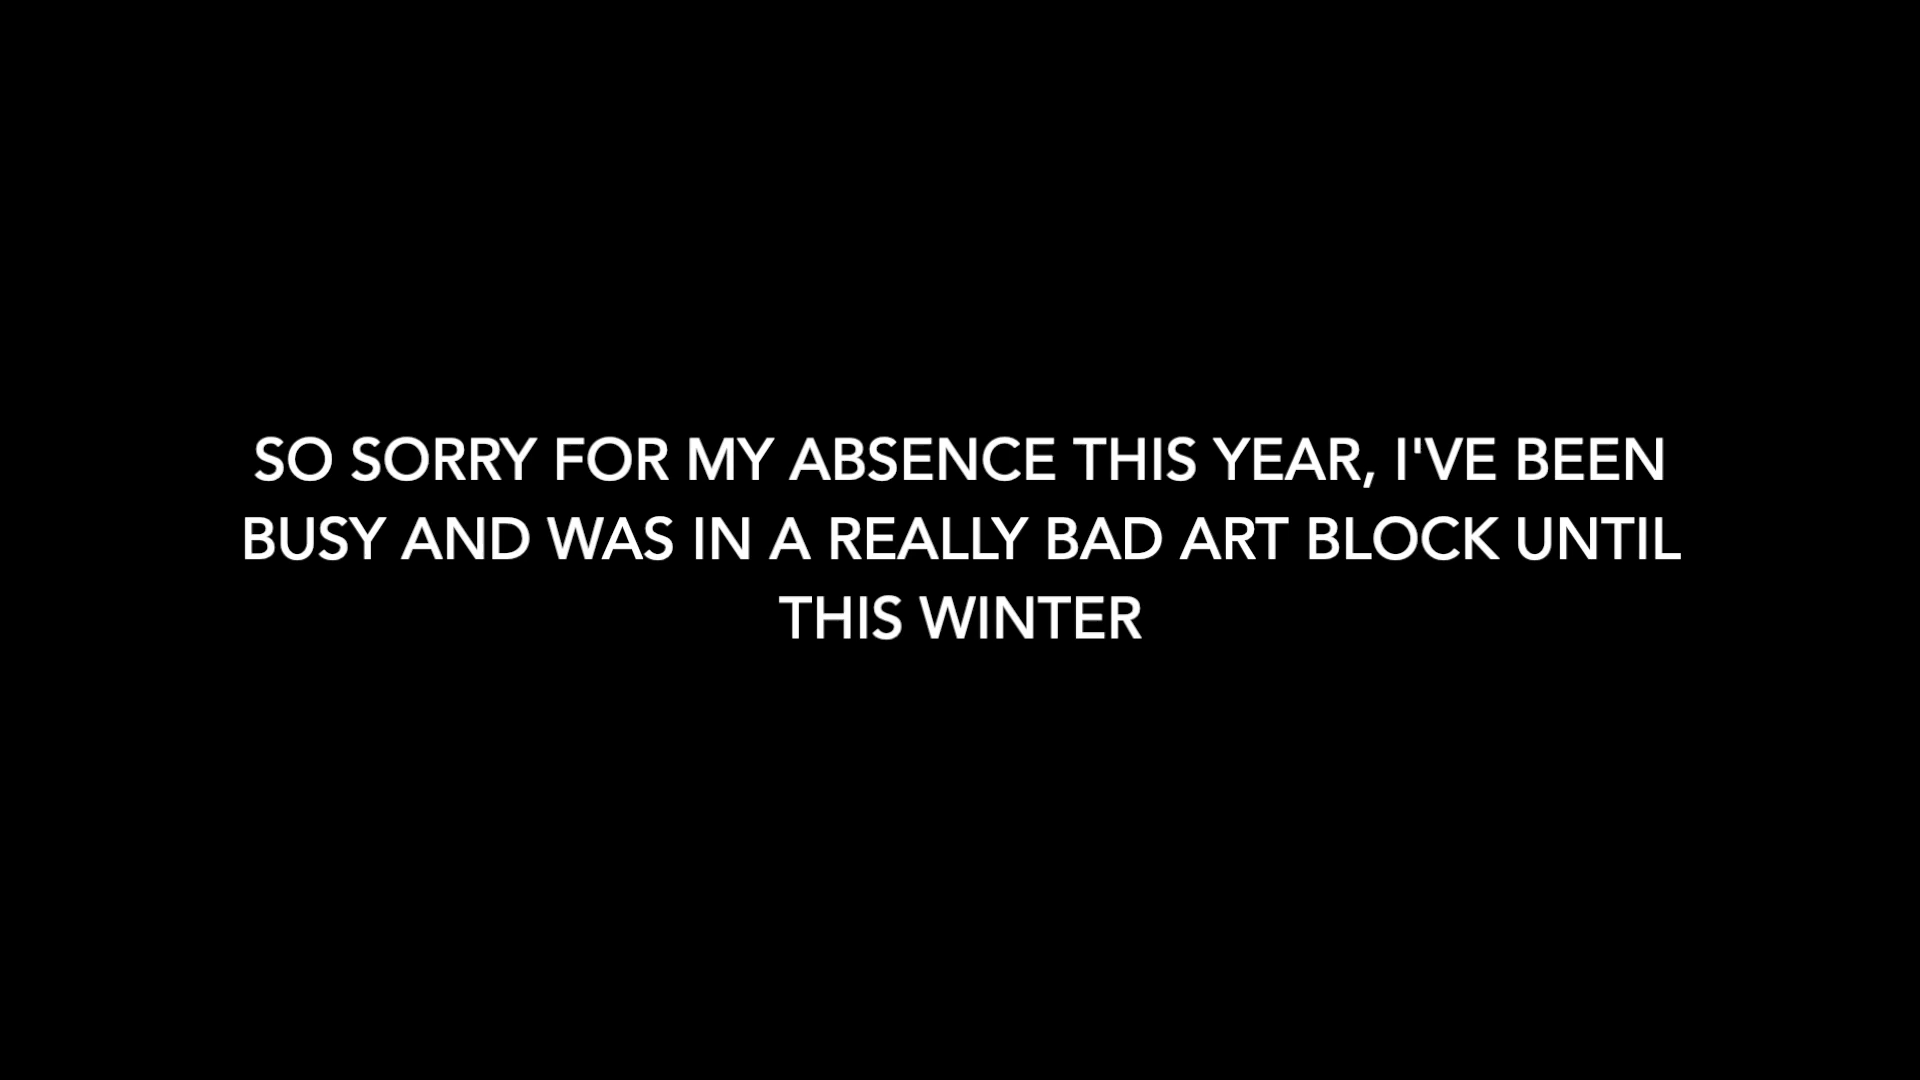 SO SORRY FOR MY ABSENCE THIS YEAR, I'VE BEEN
BUSY AND WAS IN A REALLY BAD ART BLOCK UNTIL
THIS WINTER